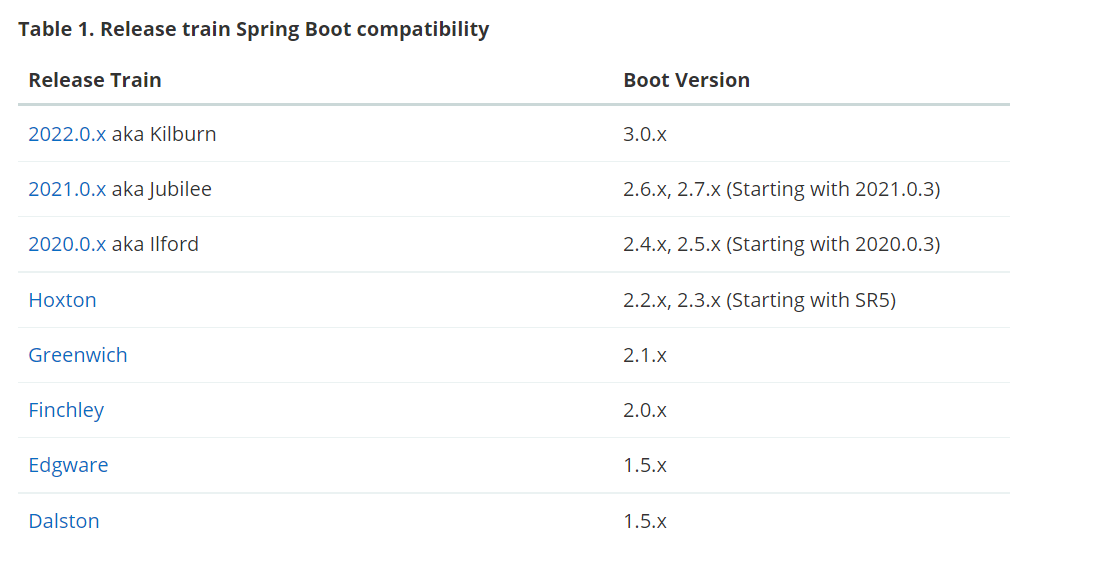 Table 1. Release train Spring Boot compatibility
Release Train Boot Version
2022.0.x aka Kilburn 3.0.x
2021.0.x aka Jubilee 2.6.x, 2.7.x (Starting with 2021.0.3)
2020.0.x aka Ilford 2.4.x, 2.5.x (Starting with 2020.0.3)
Hoxton 2.2.x, 2.3.x (Starting with SR5)
Greenwich 2.1.x
Finchley 2.0.x
Edgware 1.5.x
Dalston 1.5.x